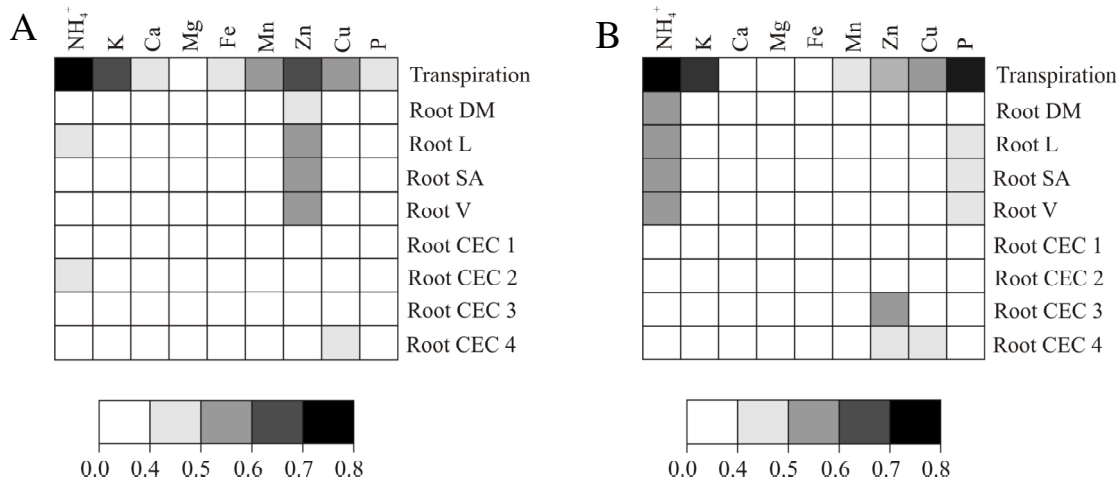 A
NH₄⁺ K Ca Mg Fe Mn Zn Cu P
Transpiration
Root DM
Root L
Root SA
Root V
Root CEC 1
Root CEC 2
Root CEC 3
Root CEC 4
0.0 0.4 0.5 0.6 0.7 0.8
B
NH₄⁺ K Ca Mg Fe Mn Zn Cu P
Transpiration
Root DM
Root L
Root SA
Root V
Root CEC 1
Root CEC 2
Root CEC 3
Root CEC 4
0.0 0.4 0.5 0.6 0.7 0.8